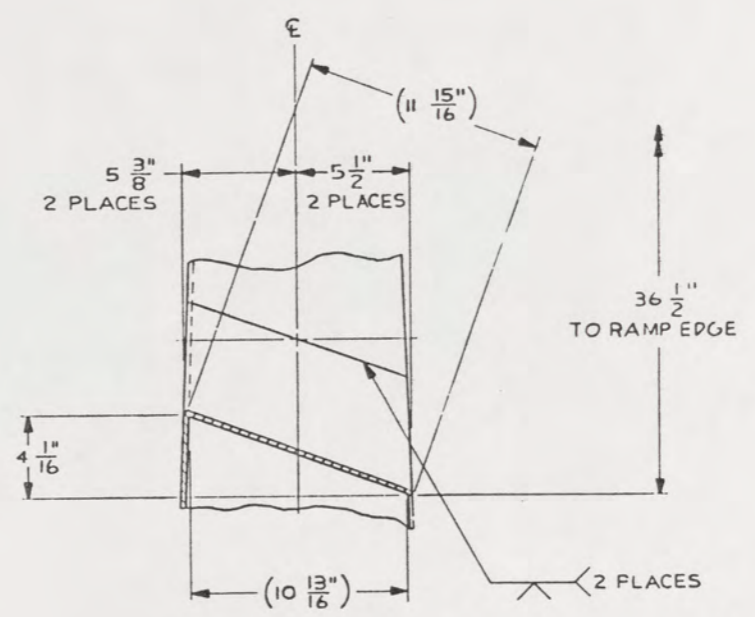 ℄
(11 15/16")
5 3/8"
2 PLACES
5 1/2"
2 PLACES
36 1/2"
TO RAMP EDGE
4 1/16"
2 PLACES
(10 13/16")